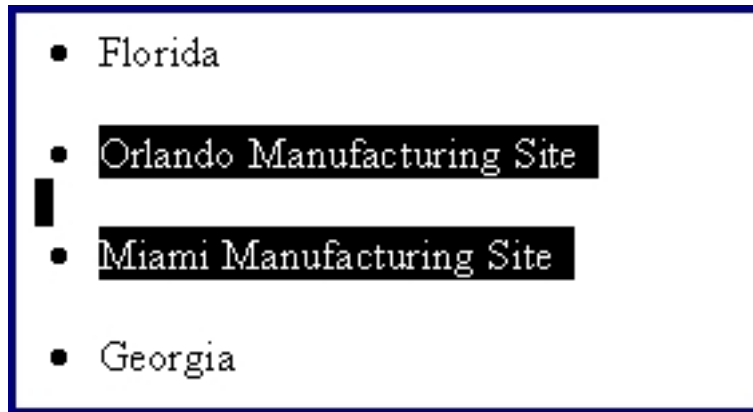 • Florida
• Orlando Manufacturing Site
• Miami Manufacturing Site
• Georgia